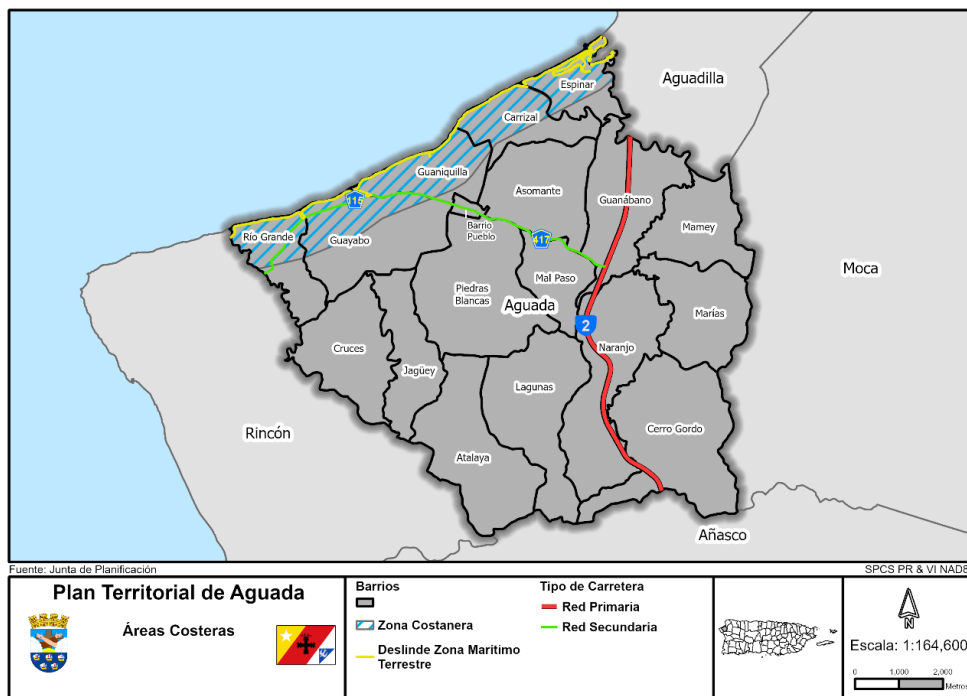 Aguadilla
Espinar
Carrizal
Guaniquilla
Asomante
Guanábano
115
Río Grande
Guayabo
Barrio
Pueblo
417
Mamey
Mal Paso
Moca
Piedras
Blancas
Aguada
Marías
2
Cruces
Naranjo
Jagüey
Lagunas
Rincón
Cerro Gordo
Atalaya
Añasco
Fuente: Junta de Planificación
SPCS PR & VI NAD8
Plan Territorial de Aguada
Áreas Costeras
Barrios
Zona Costanera
Deslinde Zona Marítimo
Terrestre
Tipo de Carretera
Red Primaria
Red Secundaria
N
Escala: 1:164,600
0 1,000 2,000
Metros